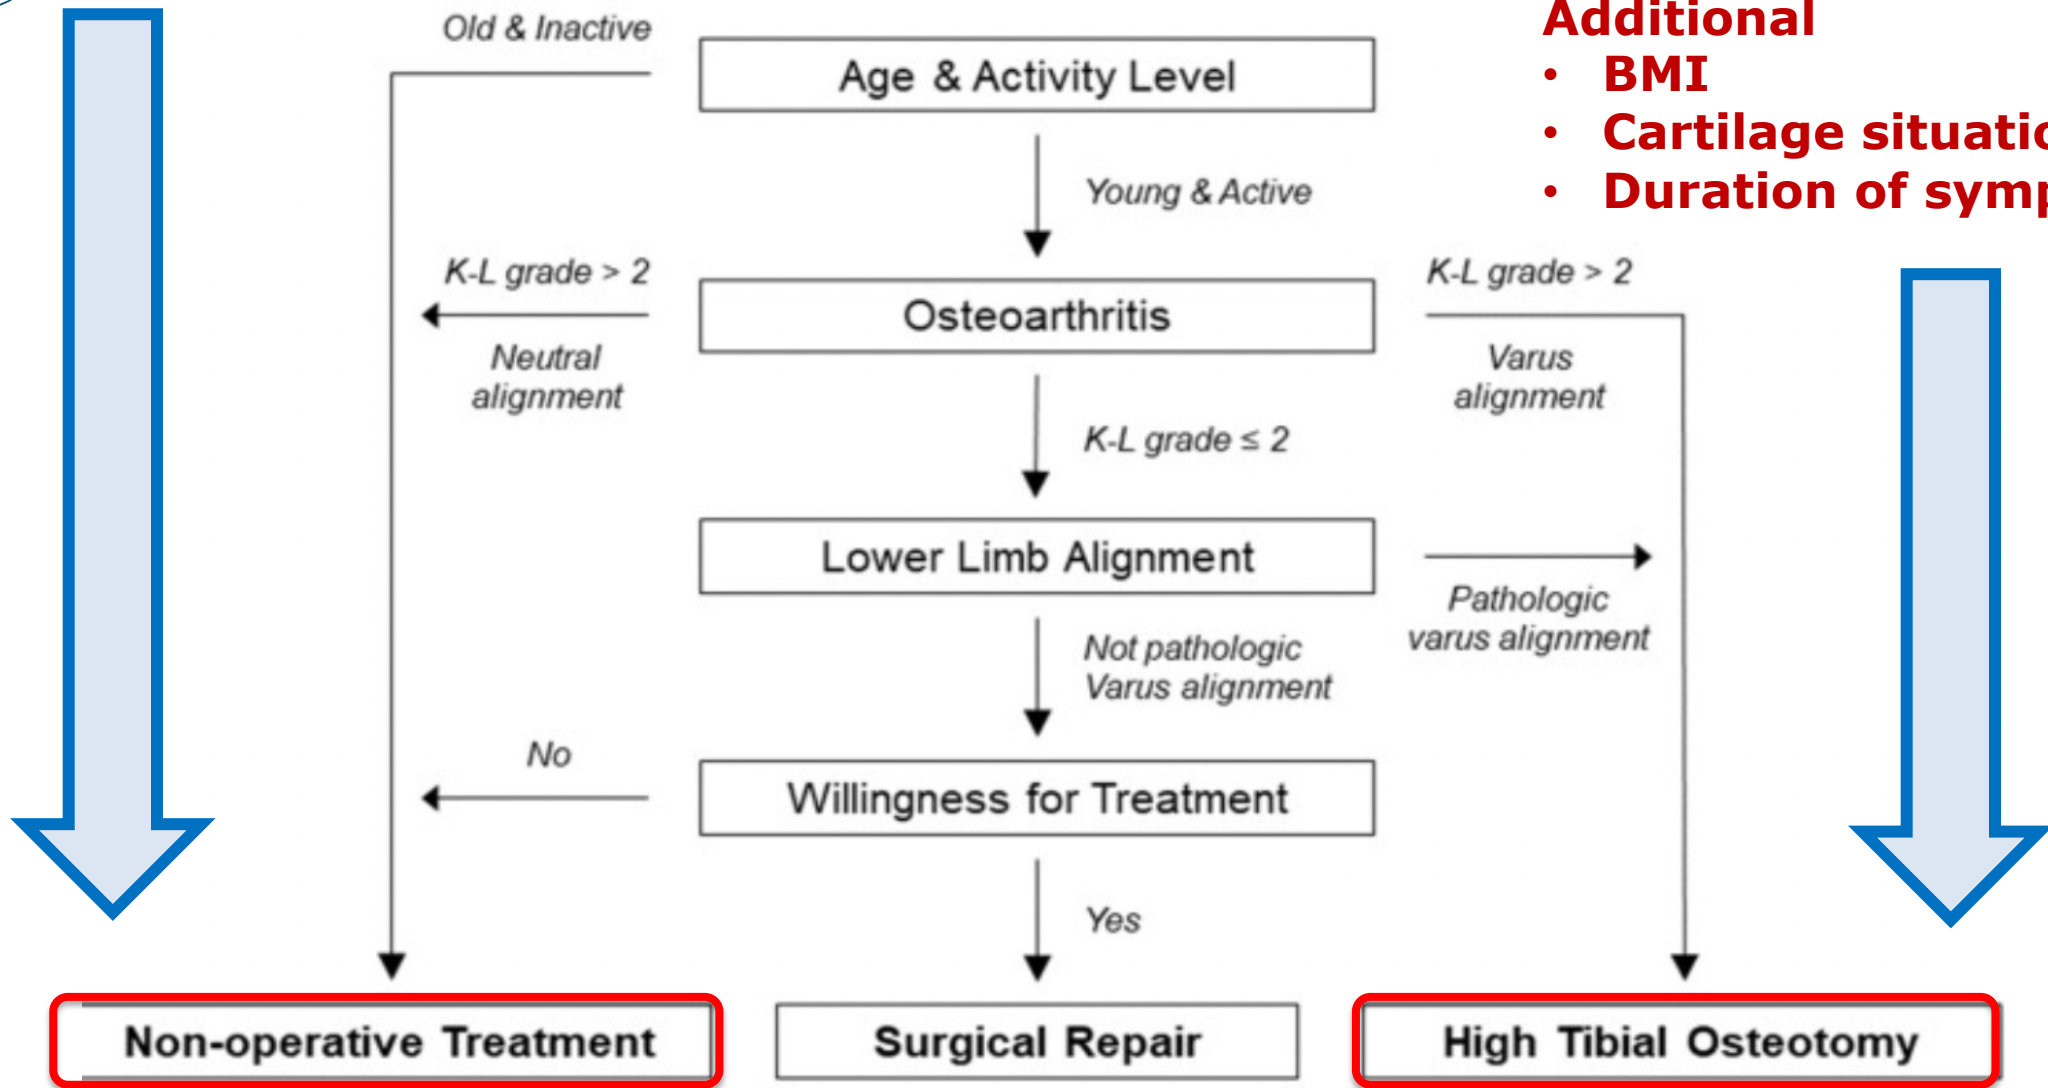 Old & Inactive
Age & Activity Level
Additional
• BMI
• Cartilage
• Duration of
Young & Active
K-L grade > 2
Neutral
alignment
Osteoarthritis
K-L grade > 2
Varus
alignment
K-L grade ≤ 2
Lower Limb Alignment
Pathologic
varus alignment
Not pathologic
Varus alignment
No
Willingness for Treatment
Yes
Non-operative Treatment
Surgical Repair
High Tibial Osteotomy